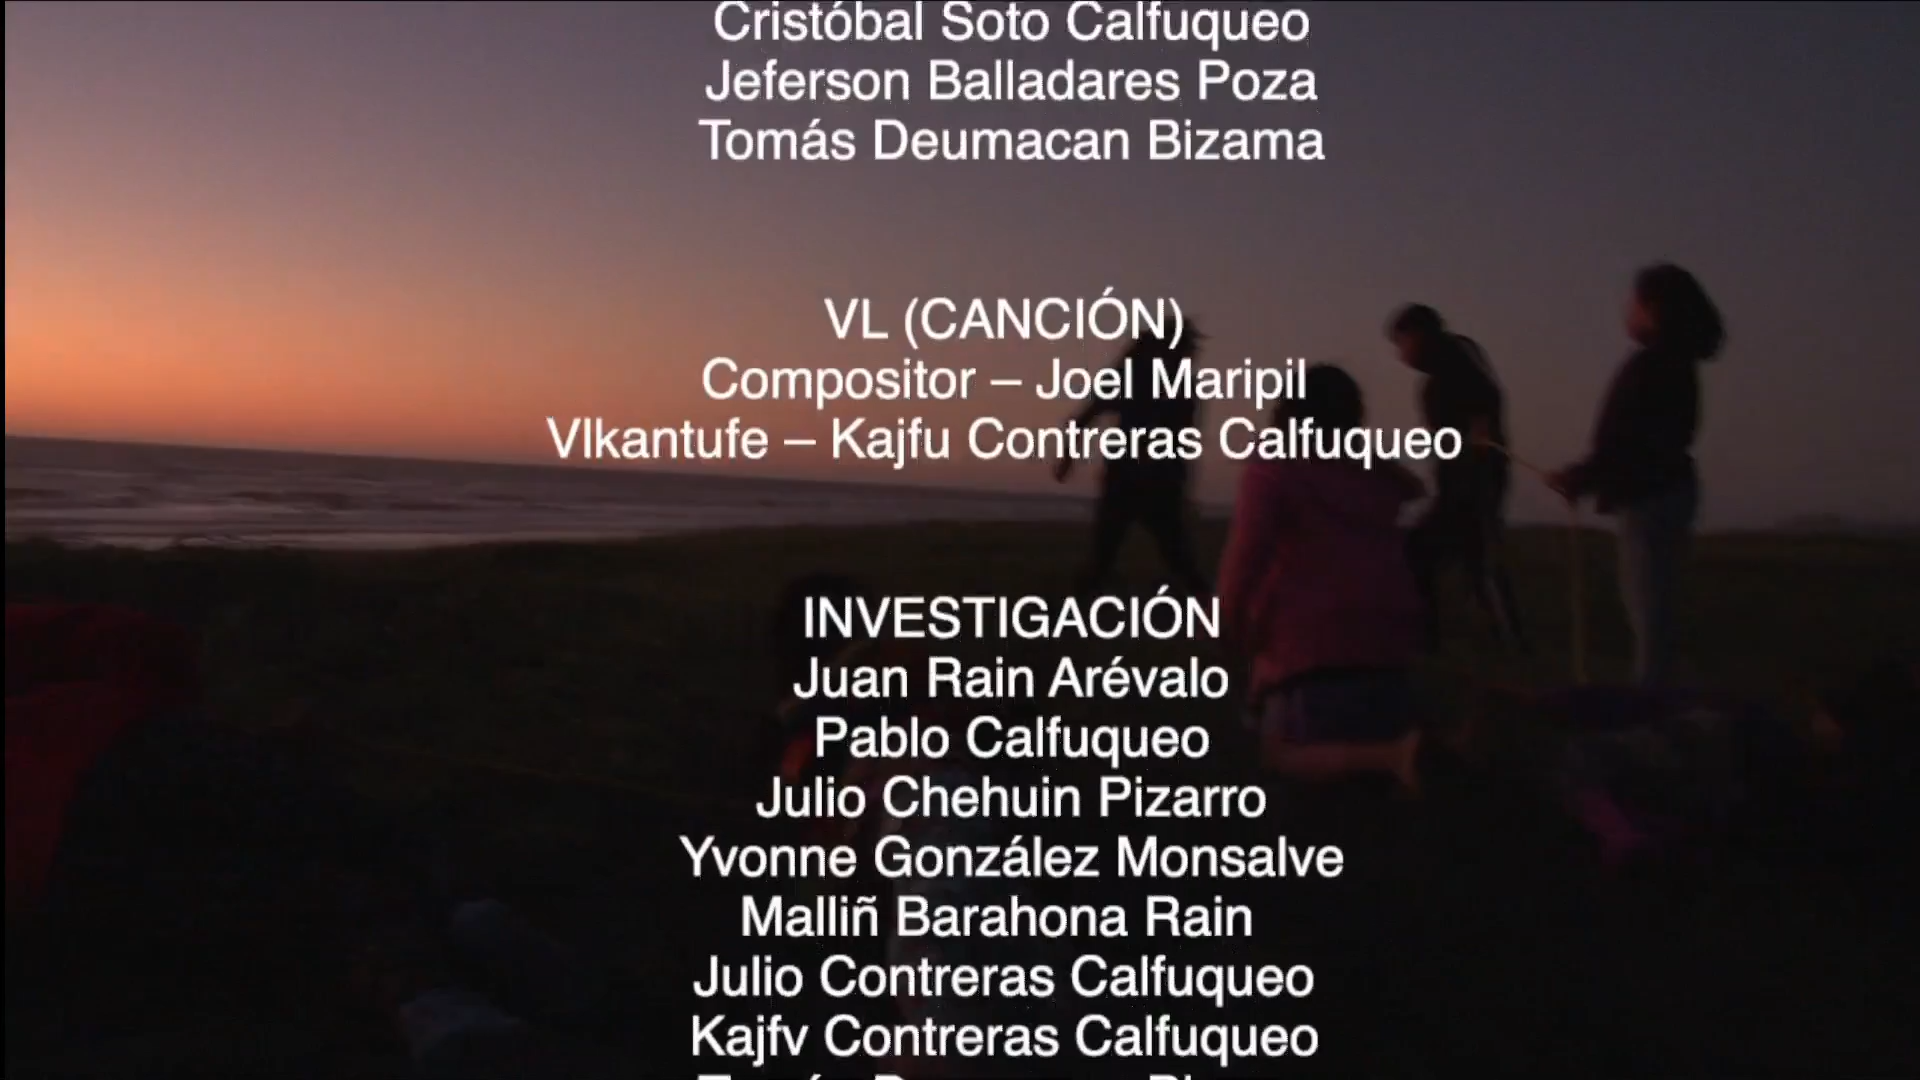 Cristóbal Soto Calfuqueo
Jeferson Balladares Poza
Tomás Deumacan Bizama
VL (CANCIÓN)
Compositor – Joel Maripil
Vlkantufe – Kajfu Contreras Calfuqueo
INVESTIGACIÓN
Juan Rain Arévalo
Pablo Calfuqueo
Julio Chehuin Pizarro
Yvonne González Monsalve
Malliñ Barahona Rain
Julio Contreras Calfuqueo
Kajfv Contreras Calfuqueo